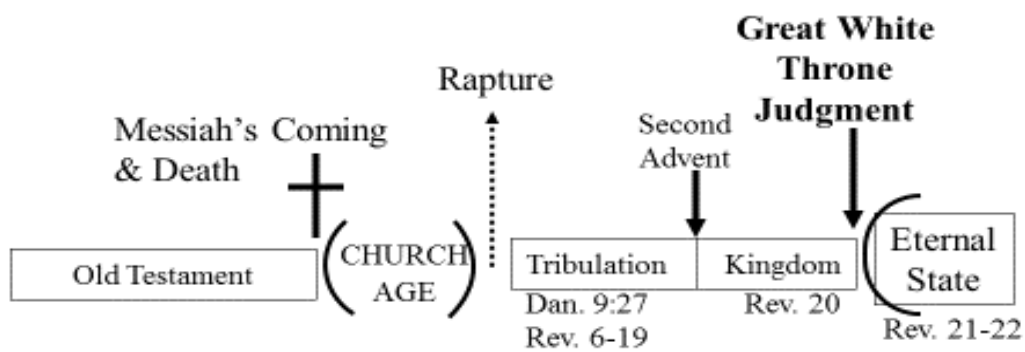 Great White
Throne
Judgment
Rapture
Messiah's Coming
& Death
Second
Advent
Old Testament
CHURCH
AGE
Tribulation
Kingdom
Eternal
State
Dan. 9:27
Rev. 6-19
Rev. 20
Rev. 21-22